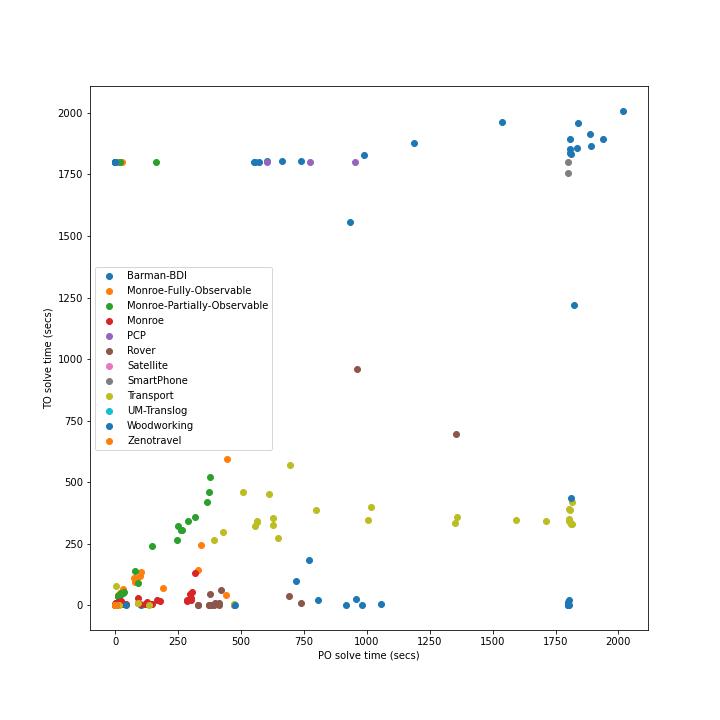 2000
1750
1500
1250
1000
750
500
250
0
TO solve time (secs)
Barman-BDI
Monroe-Fully-Observable
Monroe-Partially-Observable
Monroe
PCP
Rover
Satellite
SmartPhone
Transport
UM-Translog
Woodworking
Zenotravel
0 250 500 750 1000 1250 1500 1750 2000
PO solve time (secs)